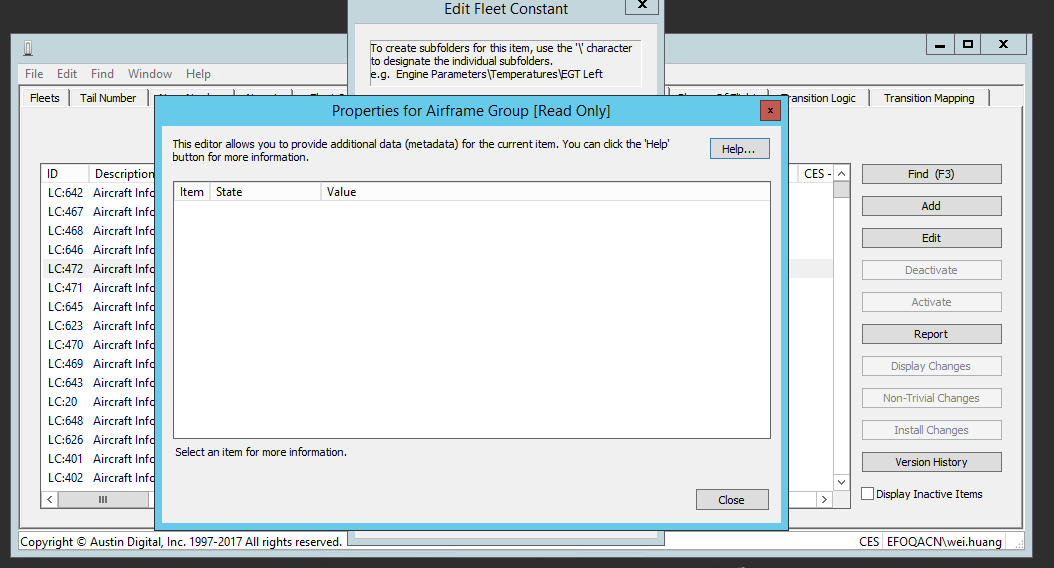 Edit Fleet Constant
x
To create subfolders for this item, use the '\' character
to designate the individual subfolders.
e.g. Engine Parameters\Temperatures\EGT Left
File Edit Find Window Help
Fleets Tail Number Transition Logic Transition Mapping
Properties for Airframe Group [Read Only]
x
This editor allows you to provide additional data (metadata) for the current item. You can click the 'Help'
button for more information.
Help...
Item State Value
Select an item for more information.
Close
ID Description CES -
LC:642 Aircraft Info
LC:467 Aircraft Info
LC:468 Aircraft Info
LC:646 Aircraft Info
LC:472 Aircraft Info
LC:471 Aircraft Info
LC:645 Aircraft Info
LC:623 Aircraft Info
LC:470 Aircraft Info
LC:469 Aircraft Info
LC:643 Aircraft Info
LC:20 Aircraft Info
LC:648 Aircraft Info
LC:626 Aircraft Info
LC:401 Aircraft Info
LC:402 Aircraft Info
Find (F3)
Add
Edit
Deactivate
Activate
Report
Display Changes
Non-Trivial Changes
Install Changes
Version History
Display Inactive Items
Copyright © Austin Digital, Inc. 1997-2017 All rights reserved.
CES EFOQACN\wei.huang